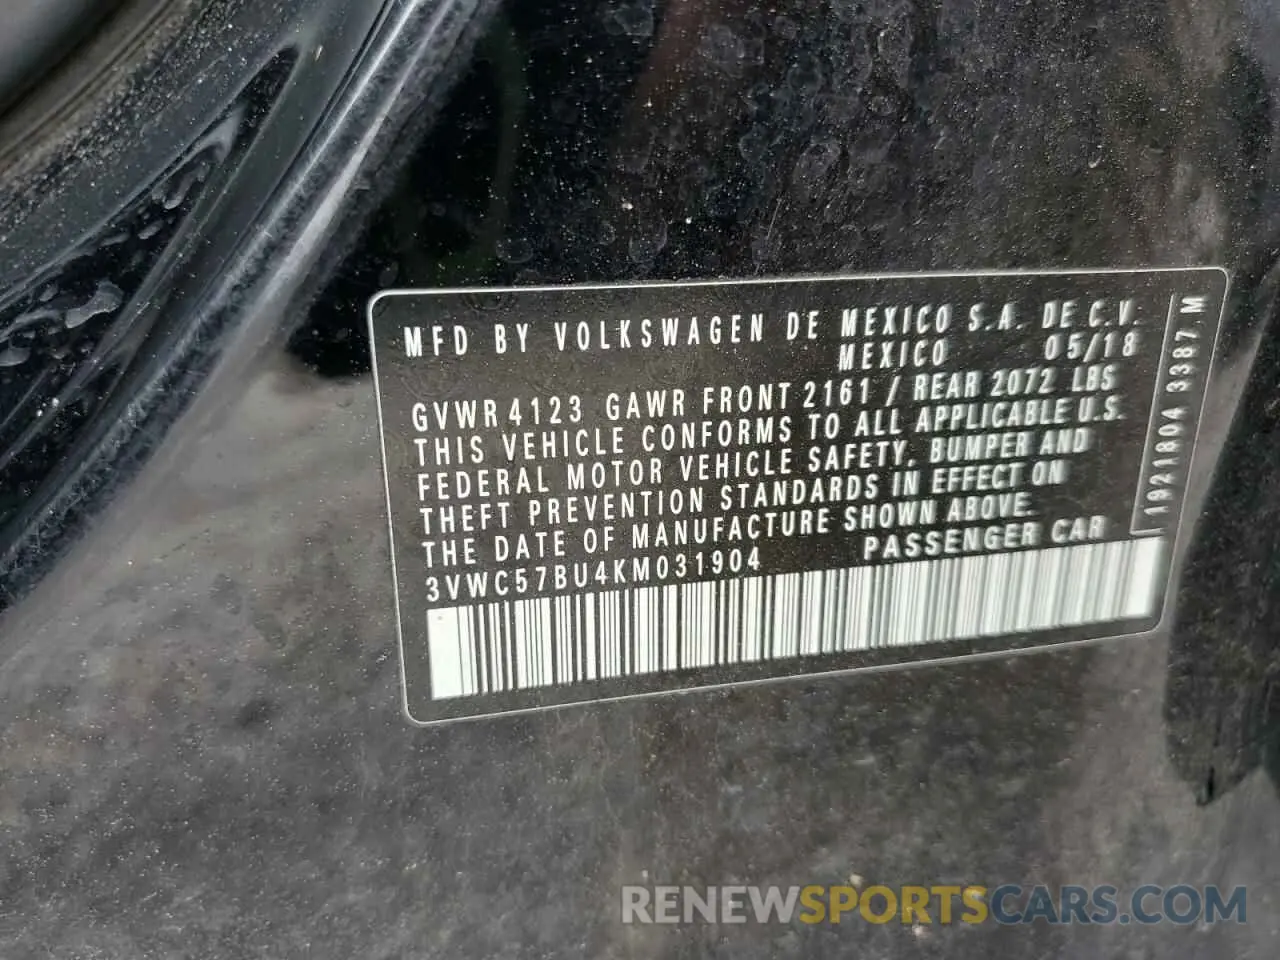 MFD BY VOLKSWAGEN DE MEXICO S.A. DE C.V.
MEXICO 05/18
GVWR 4123 GAWR FRONT 2161 / REAR 2072 LBS
THIS VEHICLE CONFORMS TO ALL APPLICABLE U.S.
FEDERAL MOTOR VEHICLE SAFETY, BUMPER AND
THEFT PREVENTION STANDARDS IN EFFECT ON
THE DATE OF MANUFACTURE SHOWN ABOVE.
3VWC57BU4KM031904 PASSENGER CAR
1921804 3387 M
RENEWSPORTSCARS.COM